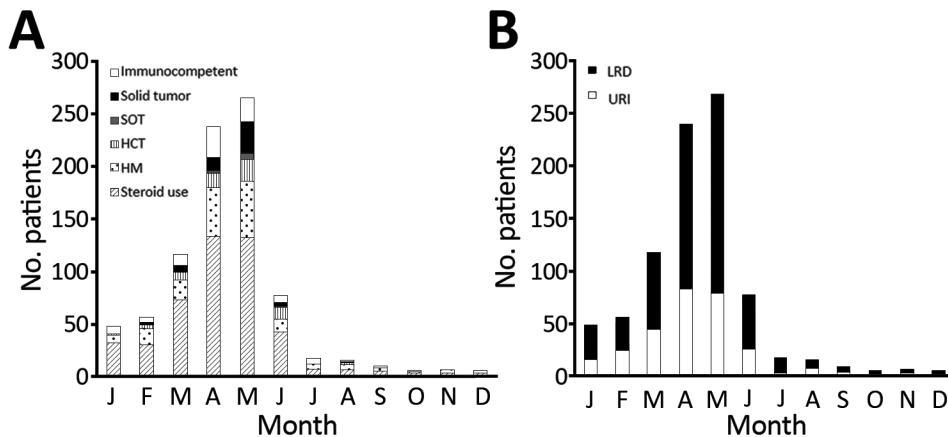 A
No. patients
300
250
200
150
100
50
0
Immunocompetent
Solid tumor
SOT
HCT
HM
Steroid use
J F M A M J J A S O N D
Month
B
No. patients
300
250
200
150
100
50
0
LRD
URI
J F M A M J J A S O N D
Month